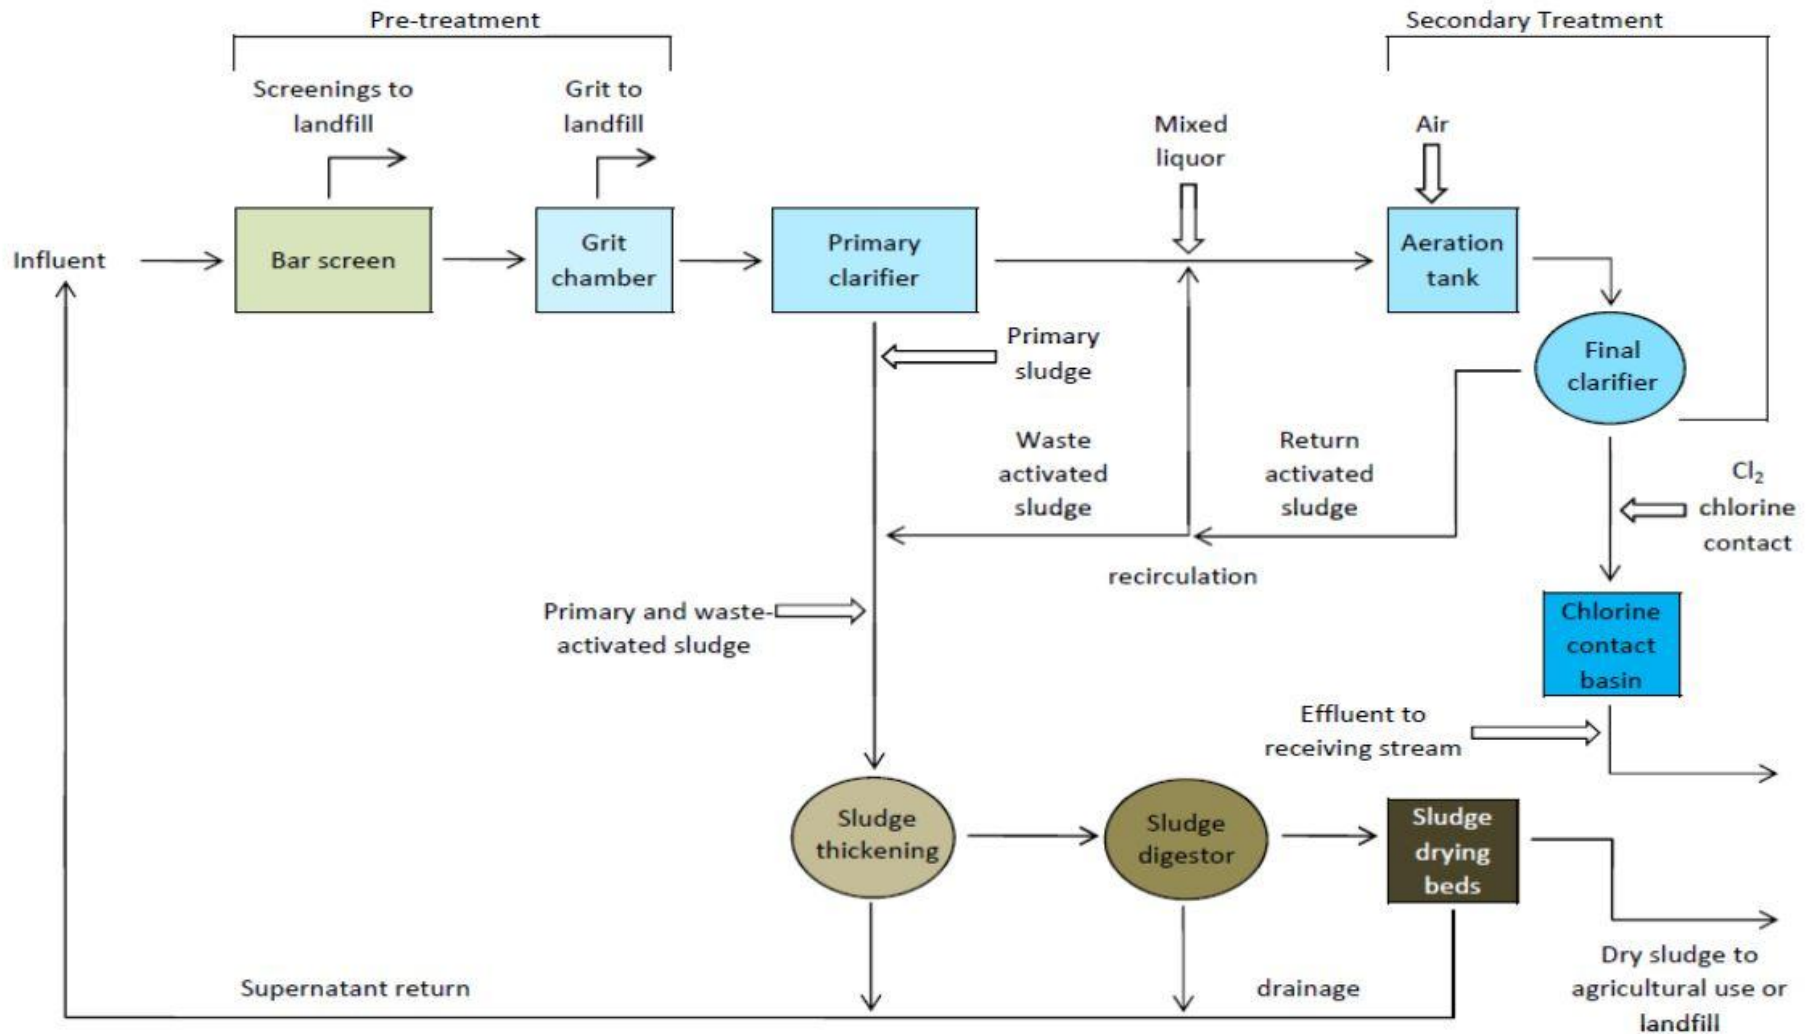 Pre-treatment
Secondary Treatment
Screenings to
landfill
Grit to
landfill
Mixed
liquor
Air
Influent
Bar screen
Grit
chamber
Primary
clarifier
Aeration
tank
Primary
sludge
Final
clarifier
Waste
activated
sludge
Return
activated
sludge
Cl₂
chlorine
contact
recirculation
Primary and waste-
activated sludge
Chlorine
contact
basin
Effluent to
receiving stream
Sludge
thickening
Sludge
digestor
Sludge
drying
beds
Supernatant return
drainage
Dry sludge to
agricultural use or
landfill